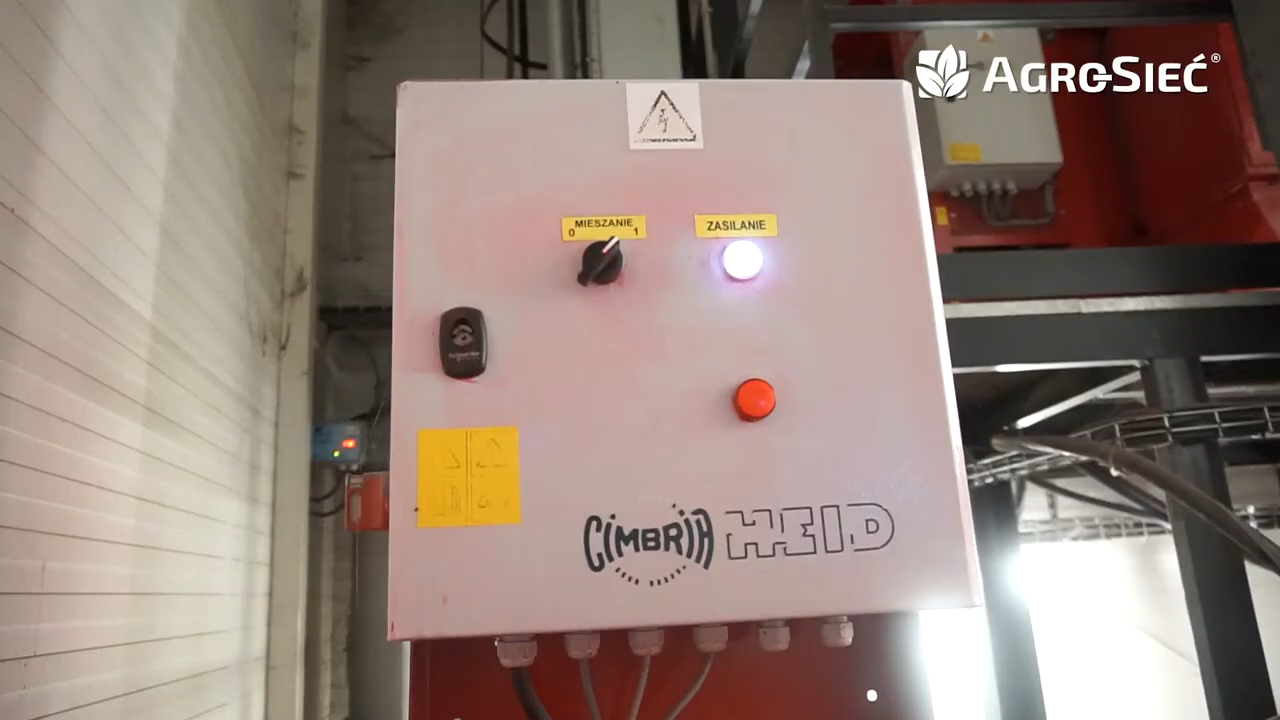 AGRO-SIEĆ®
MIESZANIE
0 1
ZASILANIE
CIMBRIA HEID